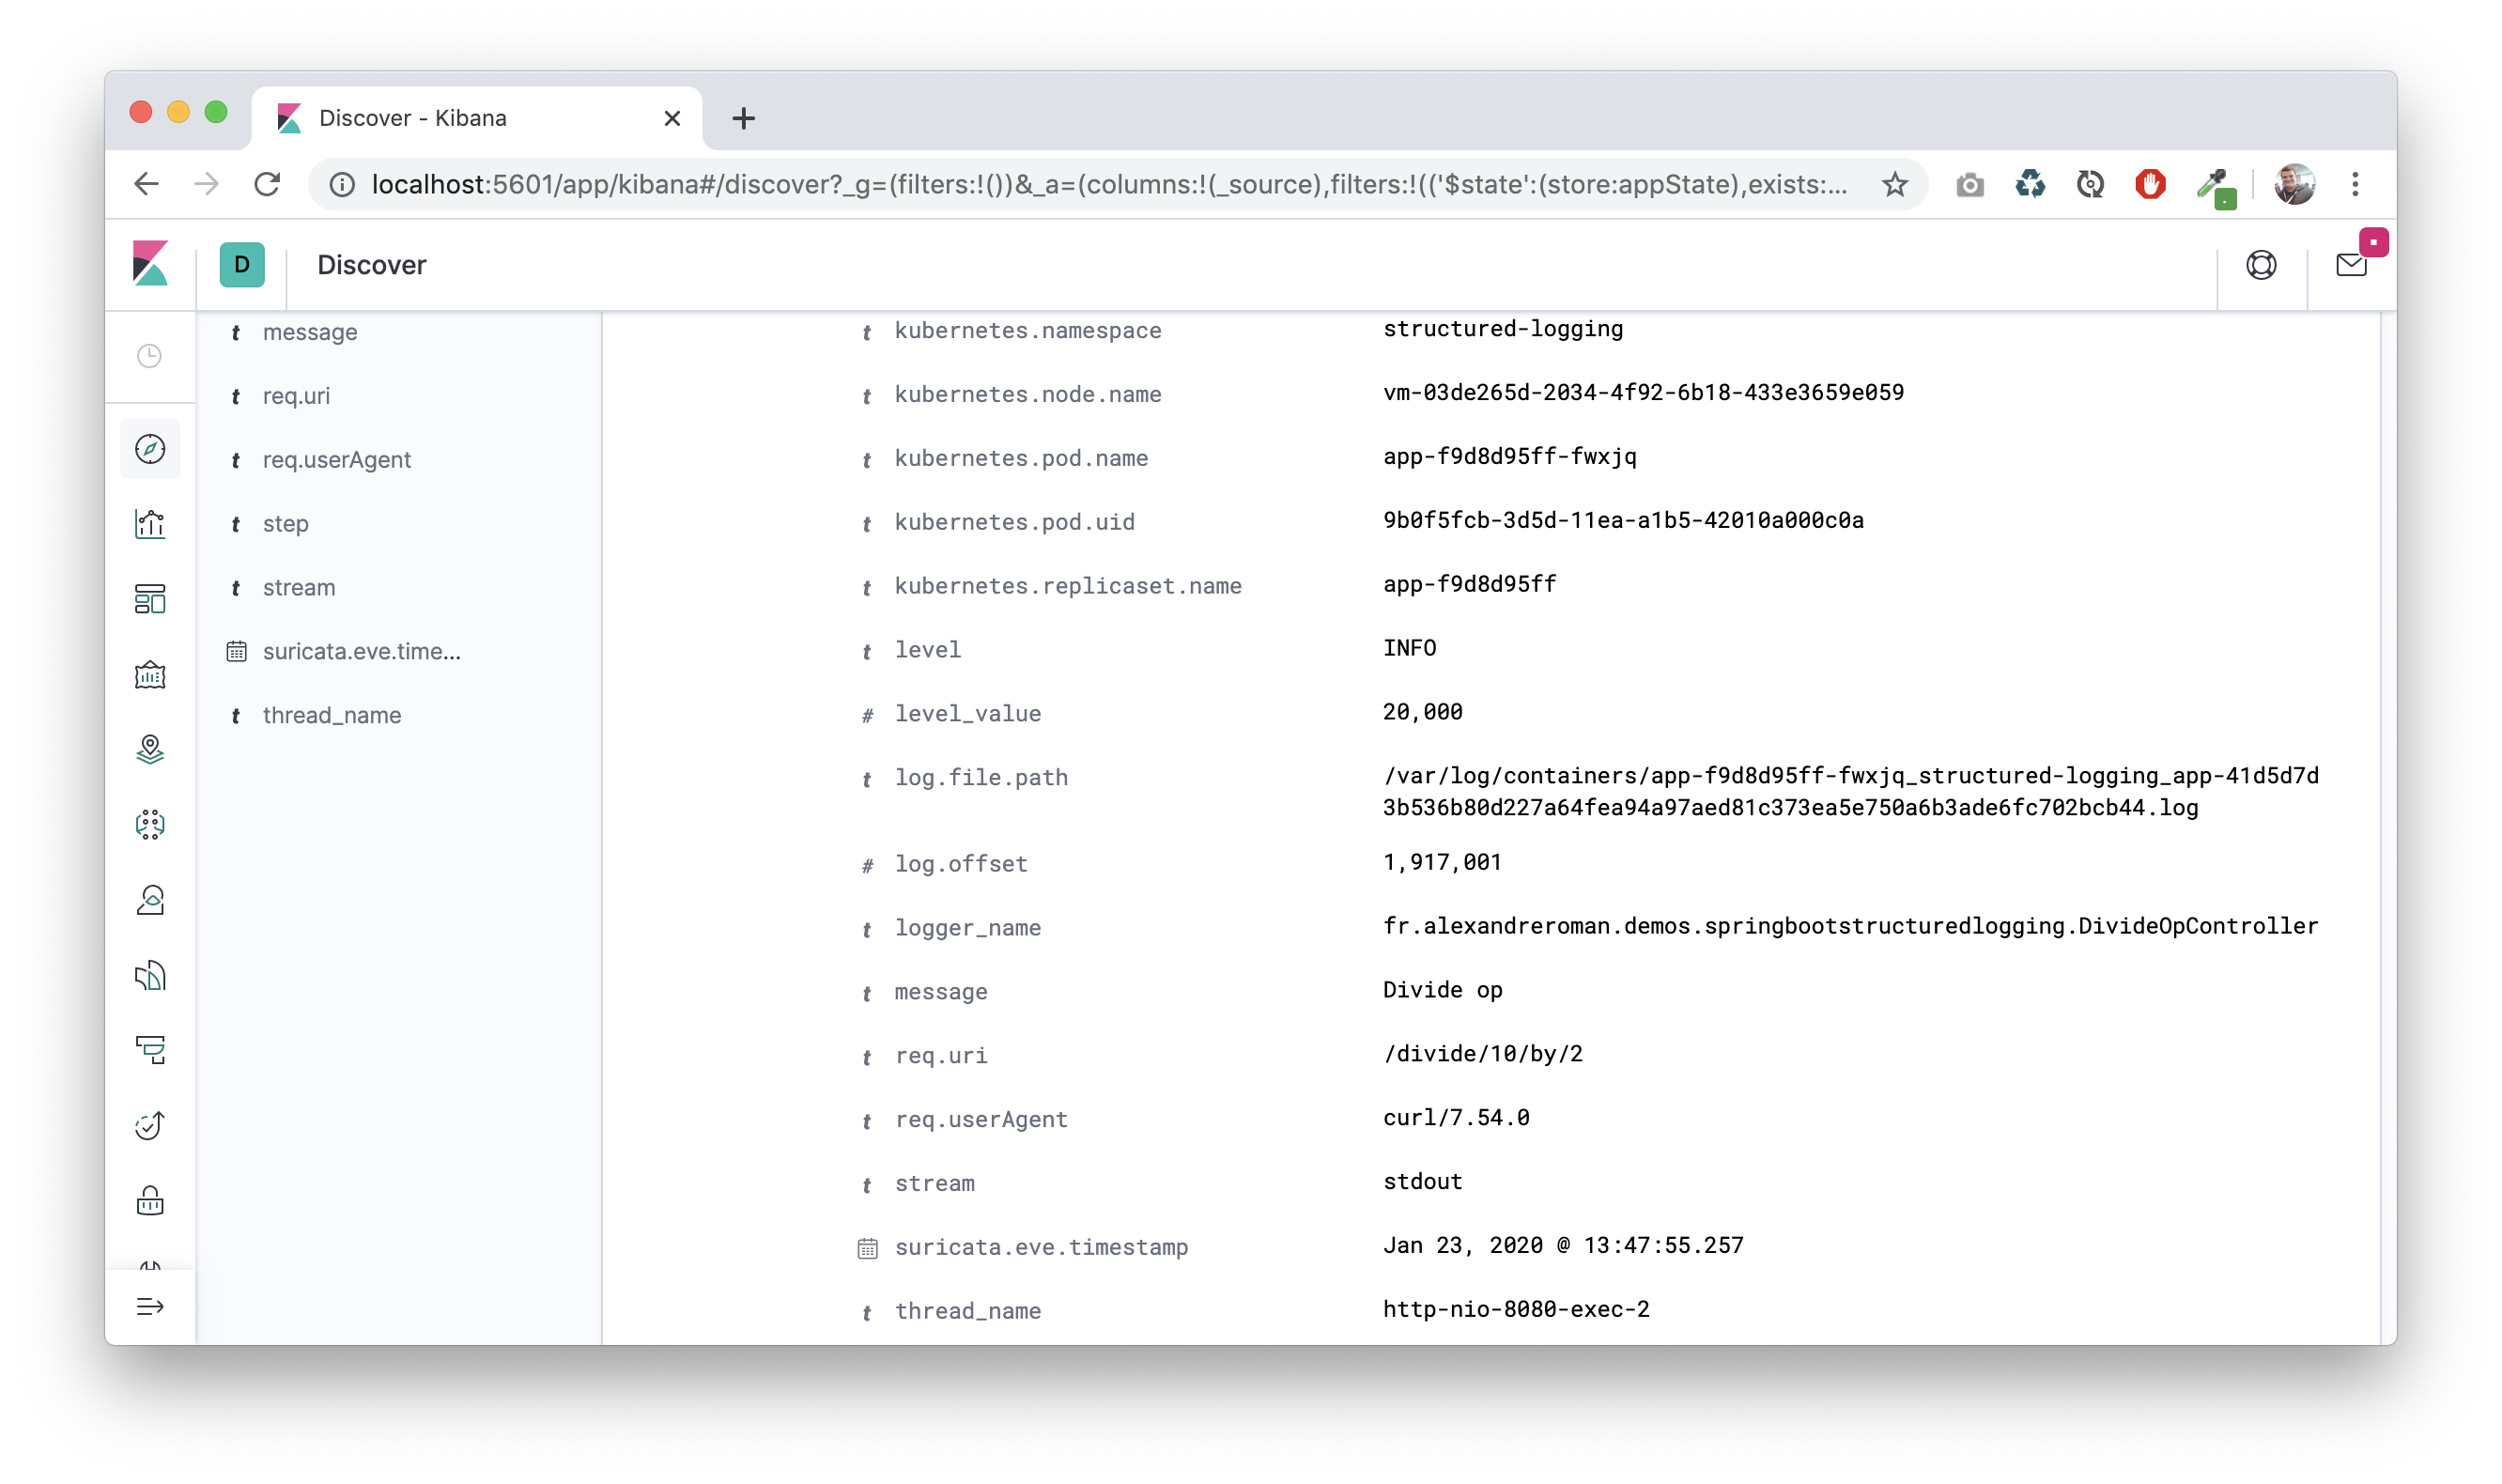 Discover - Kibana
localhost:5601/app/kibana#/discover?_g=(filters:!())&_a=(columns:!(_source),filters:!(('$state':(store:appState),exists:...
D
Discover
t message
t req.uri
t req.userAgent
t step
t stream
suricata.eve.time...
t thread_name
t kubernetes.namespace structured-logging
t kubernetes.node.name vm-03de265d-2034-4f92-6b18-433e3659e059
t kubernetes.pod.name app-f9d8d95ff-fwxjq
t kubernetes.pod.uid 9b0f5fcb-3d5d-11ea-a1b5-42010a000c0a
t kubernetes.replicaset.name app-f9d8d95ff
t level INFO
# level_value 20,000
t log.file.path /var/log/containers/app-f9d8d95ff-fwxjq_structured-logging_app-41d5d7d
3b536b80d227a64fea94a97aed81c373ea5e750a6b3ade6fc702bcb44.log
# log.offset 1,917,001
t logger_name fr.alexandreroman.demos.springbootstructuredlogging.DivideOpController
t message Divide op
t req.uri /divide/10/by/2
t req.userAgent curl/7.54.0
t stream stdout
suricata.eve.timestamp Jan 23, 2020 @ 13:47:55.257
t thread_name http-nio-8080-exec-2